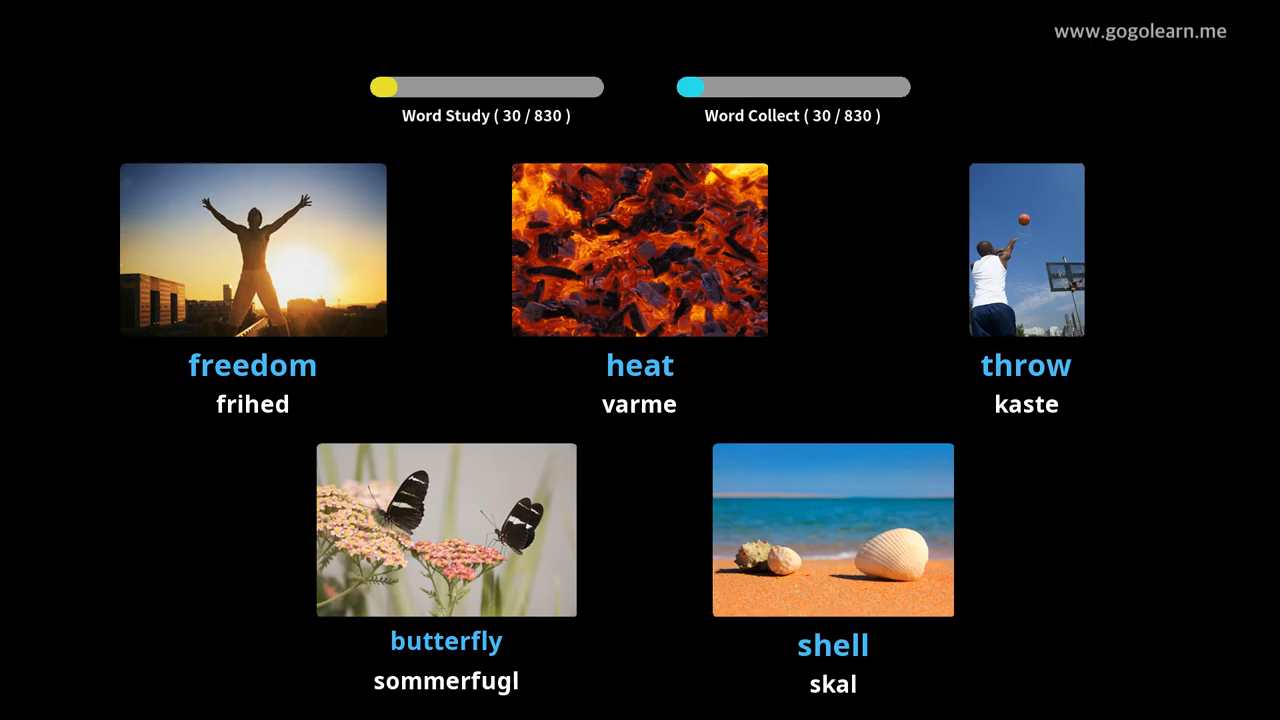 www.gogolearn.me
Word Study ( 30 / 830 )
Word Collect ( 30 / 830 )
freedom
frihed
heat
varme
throw
kaste
butterfly
sommerfugl
shell
skal